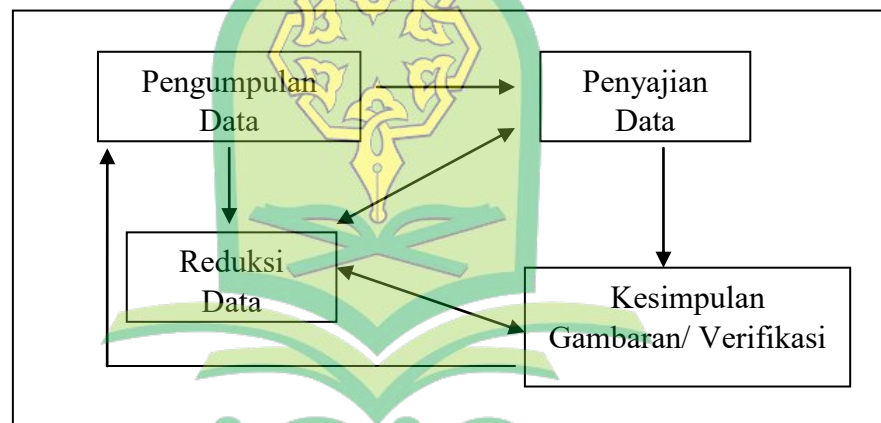 Pengumpulan
Data
Penyajian
Data
Reduksi
Data
Kesimpulan
Gambaran/ Verifikasi